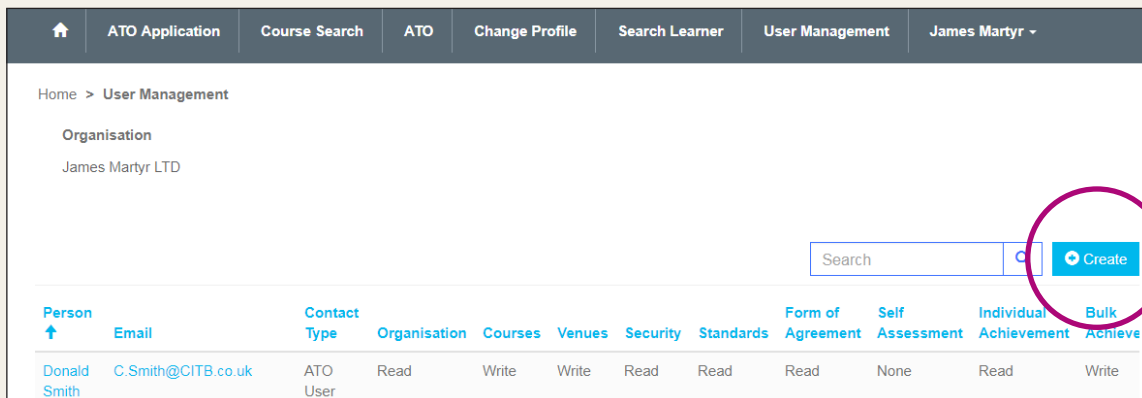 ATO Application Course Search ATO Change Profile Search Learner User Management James Martyr
Home > User Management
Organisation
James Martyr LTD
Search Create
Person Email Contact Type Organisation Courses Venues Security Standards Form of Agreement Self Assessment Individual Achievement Bulk Achieve
Donald Smith C.Smith@CITB.co.uk ATO User Read Write Write Read Read Read None Read Write